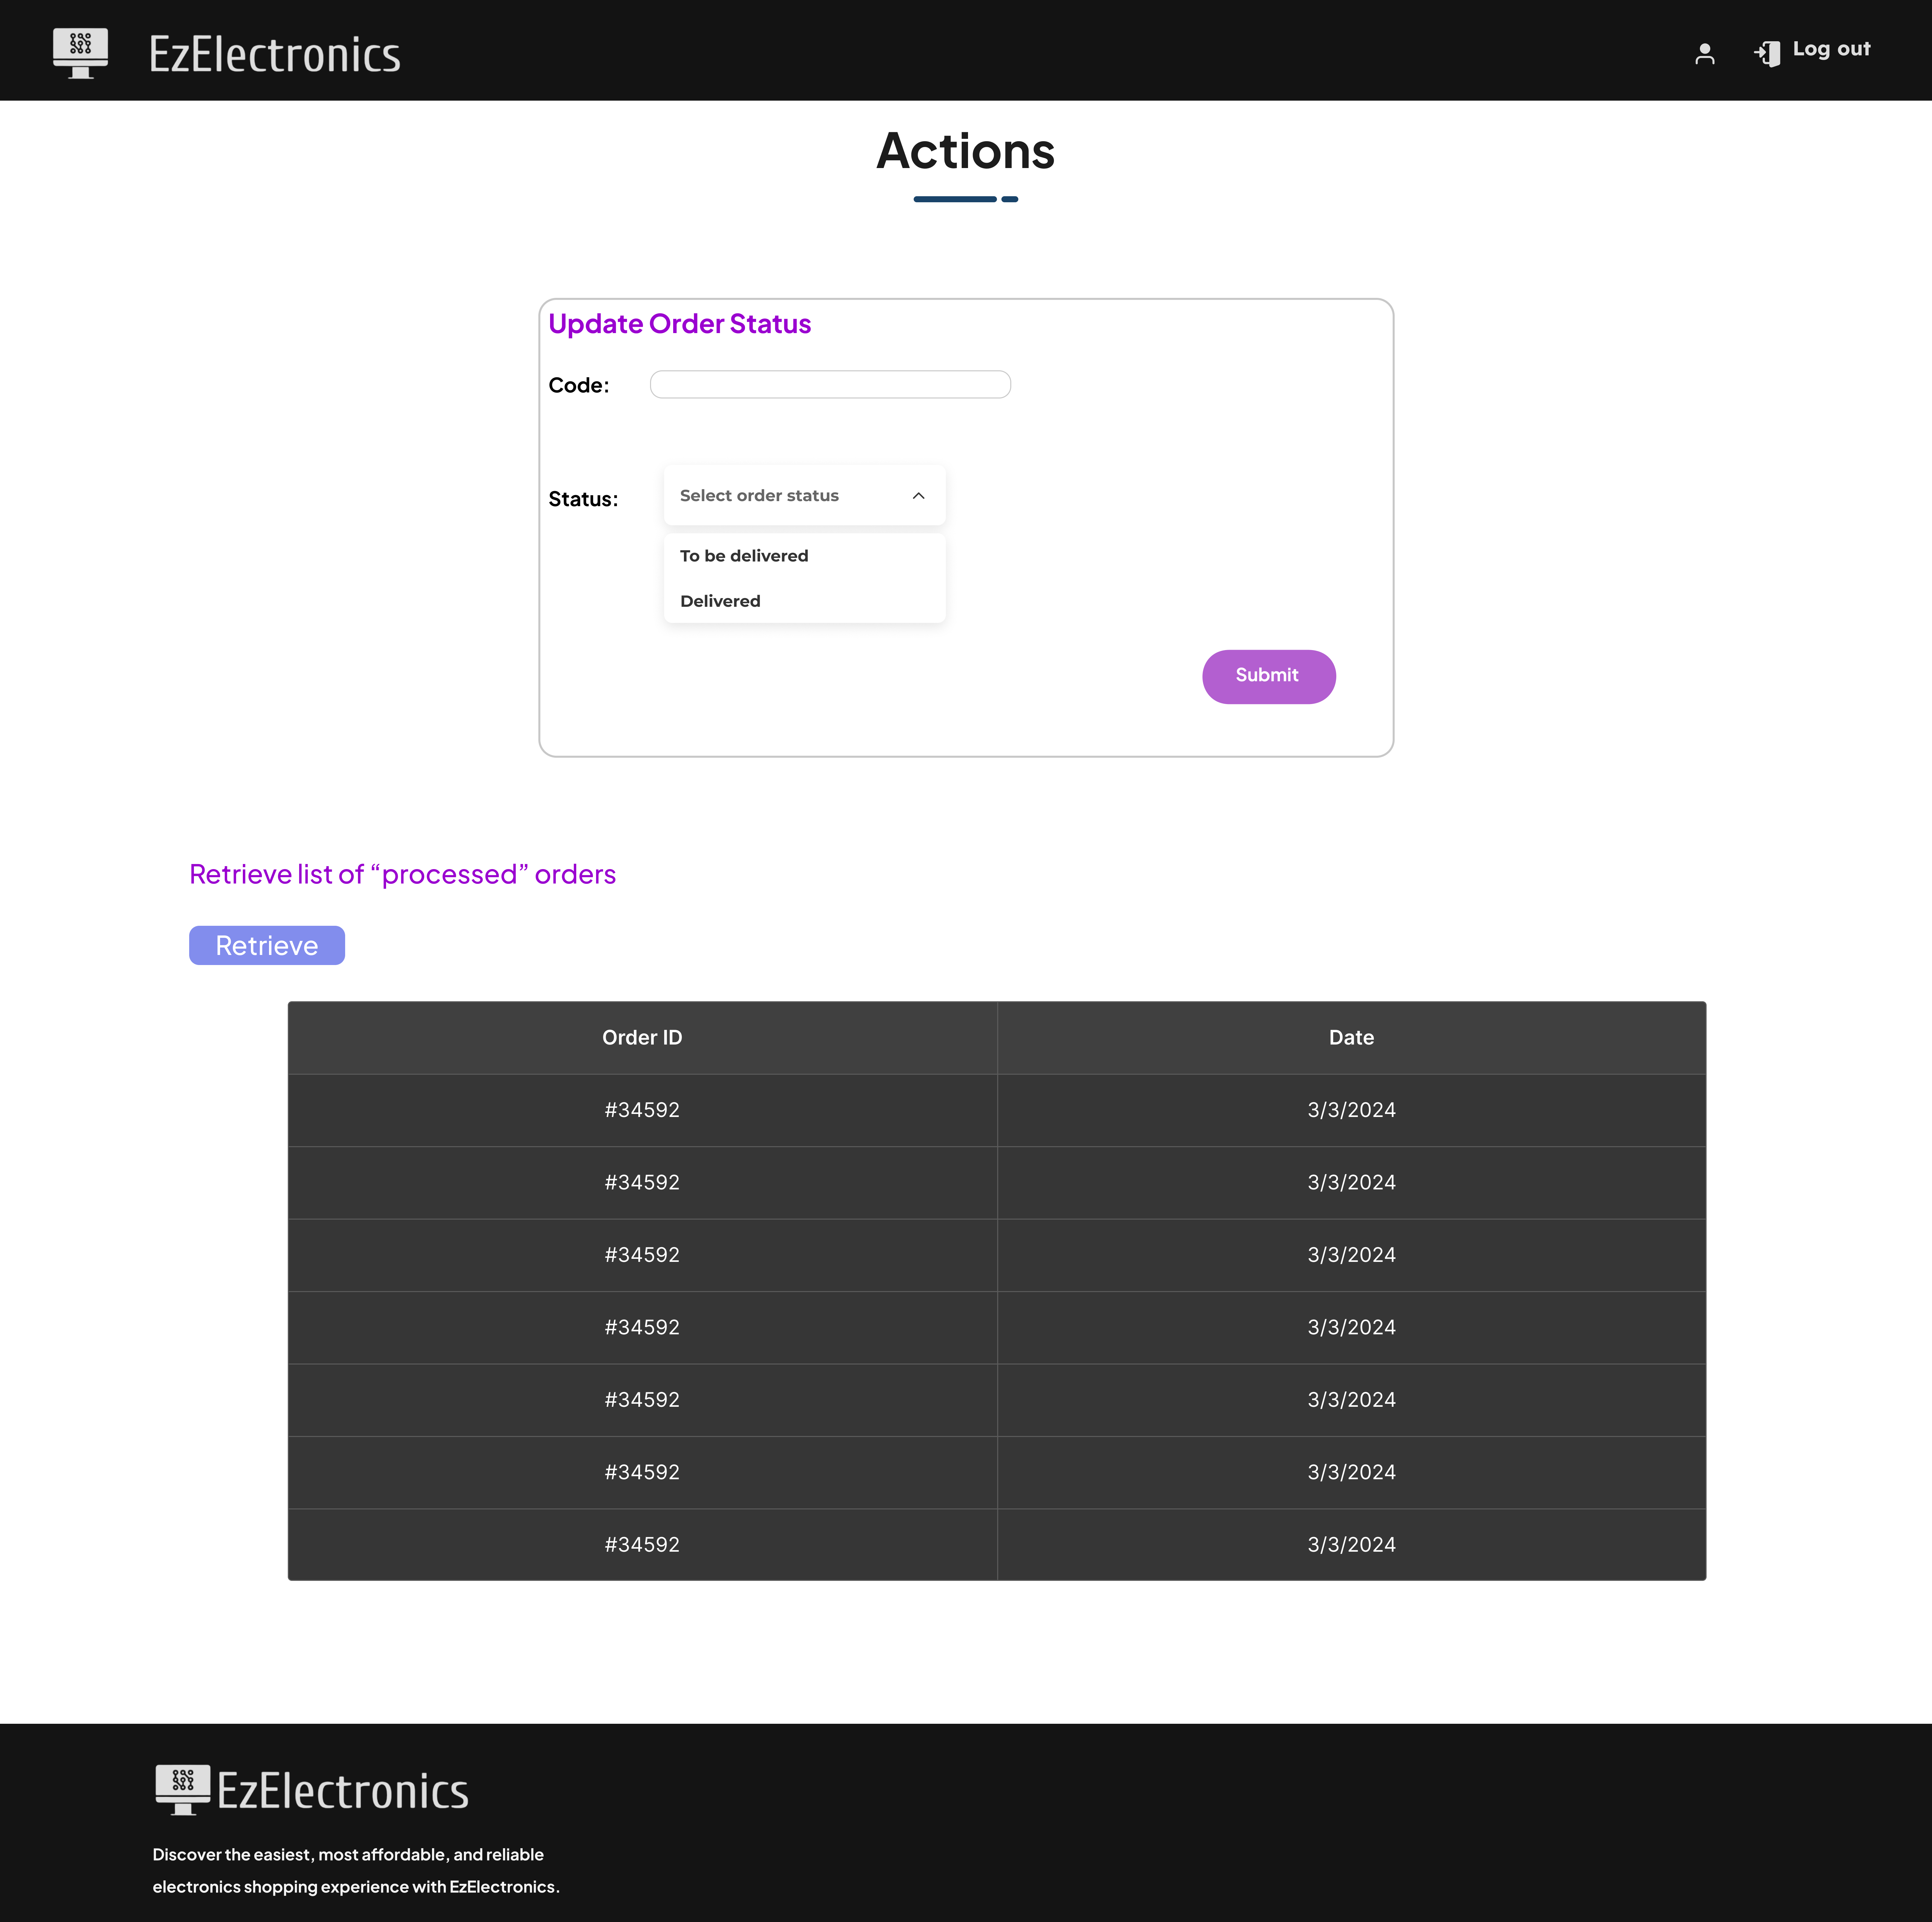 EzElectronics
Log out
Actions
Update Order Status
Code:
Status:
Select order status
To be delivered
Delivered
Submit
Retrieve list of “processed” orders
Retrieve
Order ID Date
#34592 3/3/2024
#34592 3/3/2024
#34592 3/3/2024
#34592 3/3/2024
#34592 3/3/2024
#34592 3/3/2024
#34592 3/3/2024
EzElectronics
Discover the easiest, most affordable, and reliable
electronics shopping experience with EzElectronics.